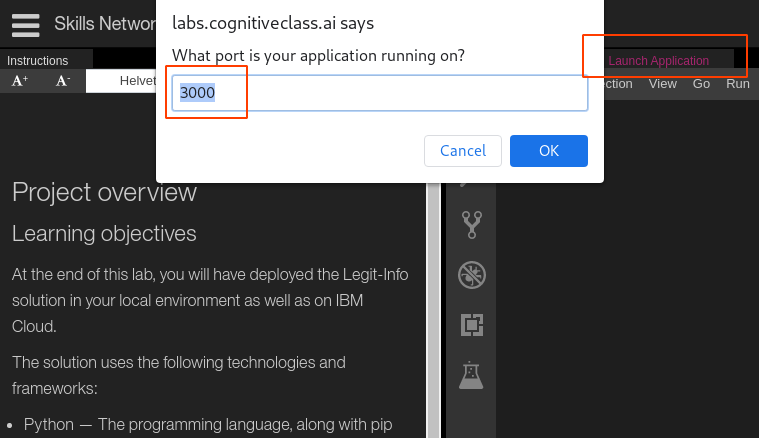 Skills Networ
labs.cognitiveclass.ai says
What port is your application running on?
3000
Cancel
OK
Launch Application
Instructions
A+
A-
Helvet
ction
View
Go
Run
Project overview
Learning objectives
At the end of this lab, you will have deployed the Legit-Info
solution in your local environment as well as on IBM
Cloud.
The solution uses the following technologies and
frameworks:
• Python — The programming language, along with pip